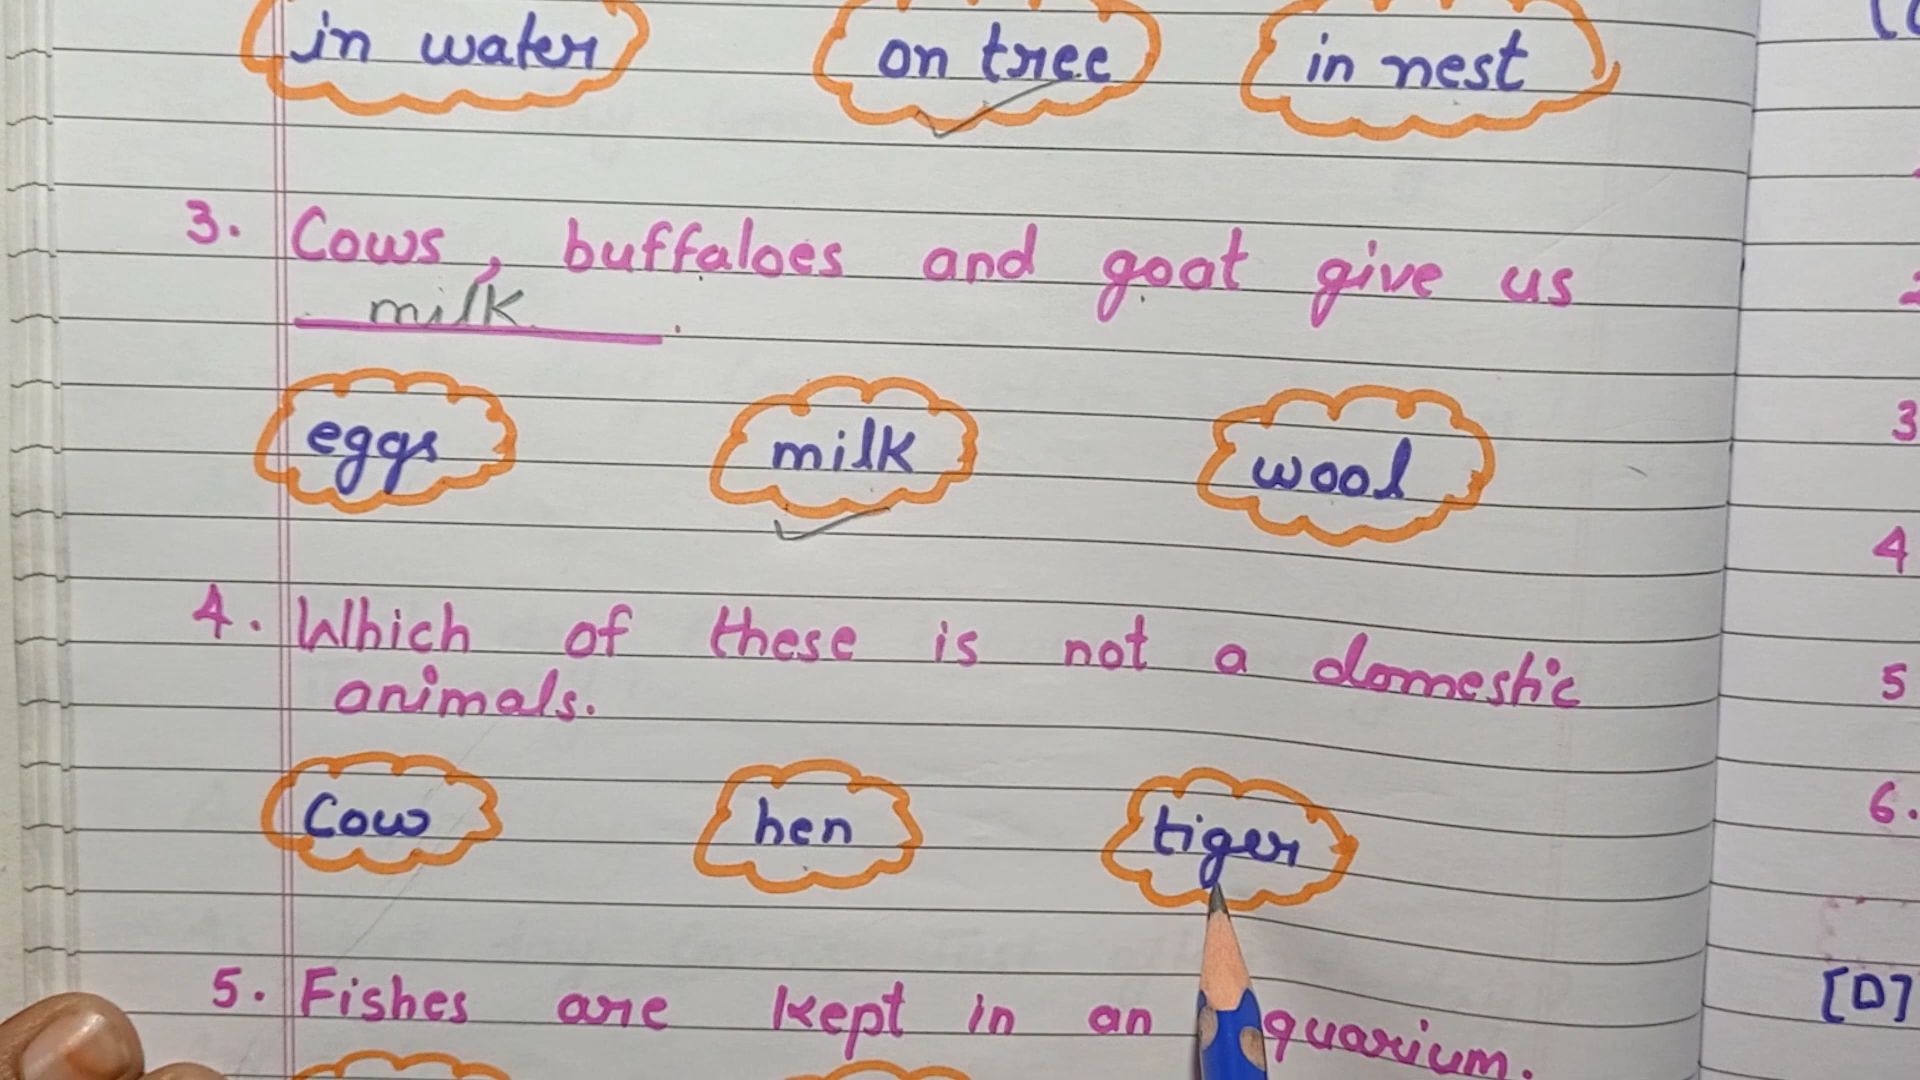 in water on tree in nest
3. Cows, buffaloes and goat give us
milk.
eggs milk wool
4. Which of these is not a domestic
animals.
Cow hen tiger
5. Fishes are kept in an quarium.
3
4
5
6.
[D]